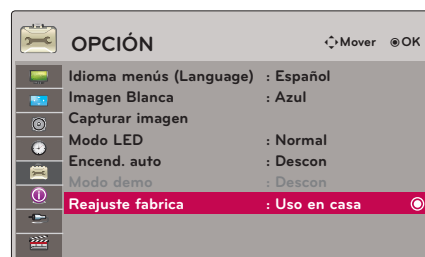 OPCIÓN Mover OK
Idioma menús (Language) : Español
Imagen Blanca : Azul
Capturar imagen
Modo LED : Normal
Encend. auto : Descon
Modo demo : Descon
Reajuste fabrica : Uso en casa